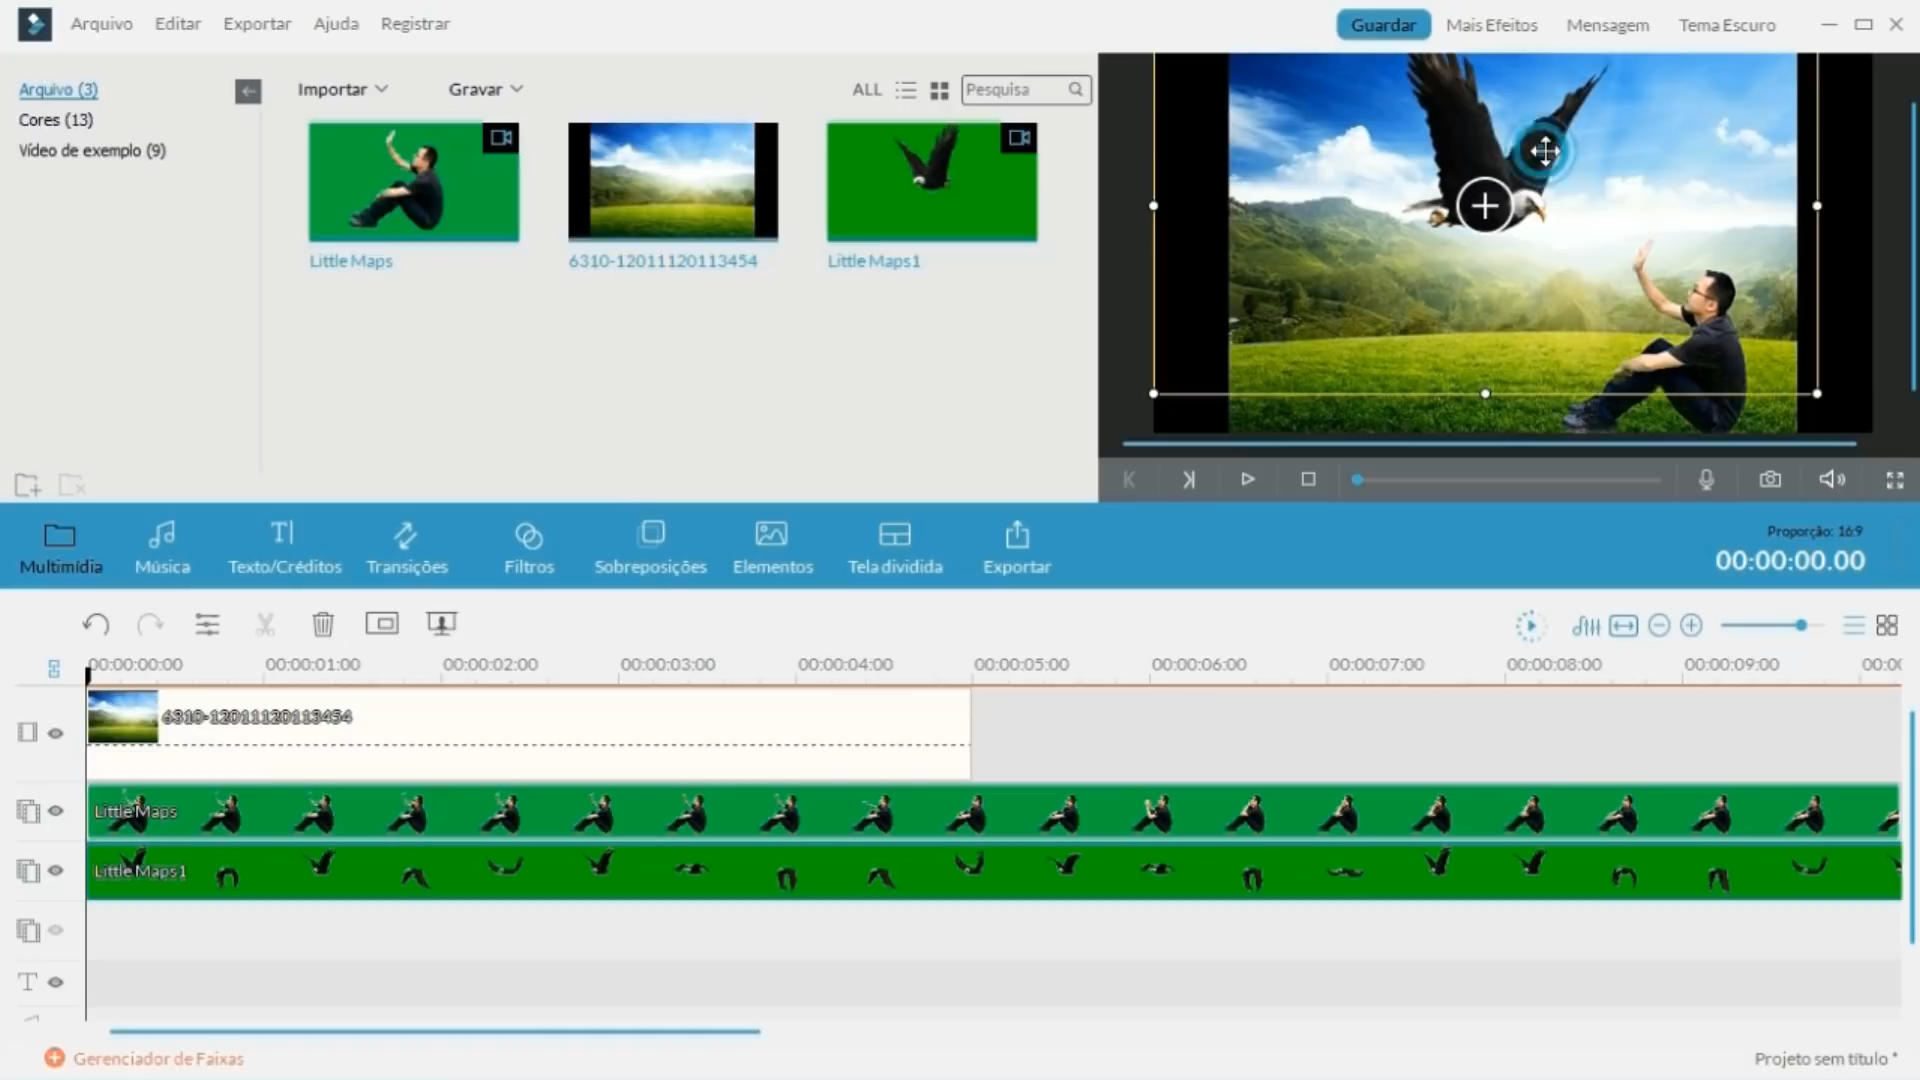 Arquivo Editar Exportar Ajuda Registrar Guardar Mais Efeitos Mensagem Tema Escuro
Arquivo (3)
Cores (13)
Vídeo de exemplo (9)
Importar Gravar ALL Pesquisa
Little Maps 6310-12011120113454 Little Maps1
Multimídia Música Texto/Créditos Transições Filtros Sobreposições Elementos Tela dividida Exportar
Proporção: 16:9
00:00:00.00
00:00:00:00 00:00:01:00 00:00:02:00 00:00:03:00 00:00:04:00 00:00:05:00 00:00:06:00 00:00:07:00 00:00:08:00 00:00:09:00 00:00
6310-12011120113454
Little Maps
Little Maps1
T
Gerenciador de Faixas Projeto sem título *